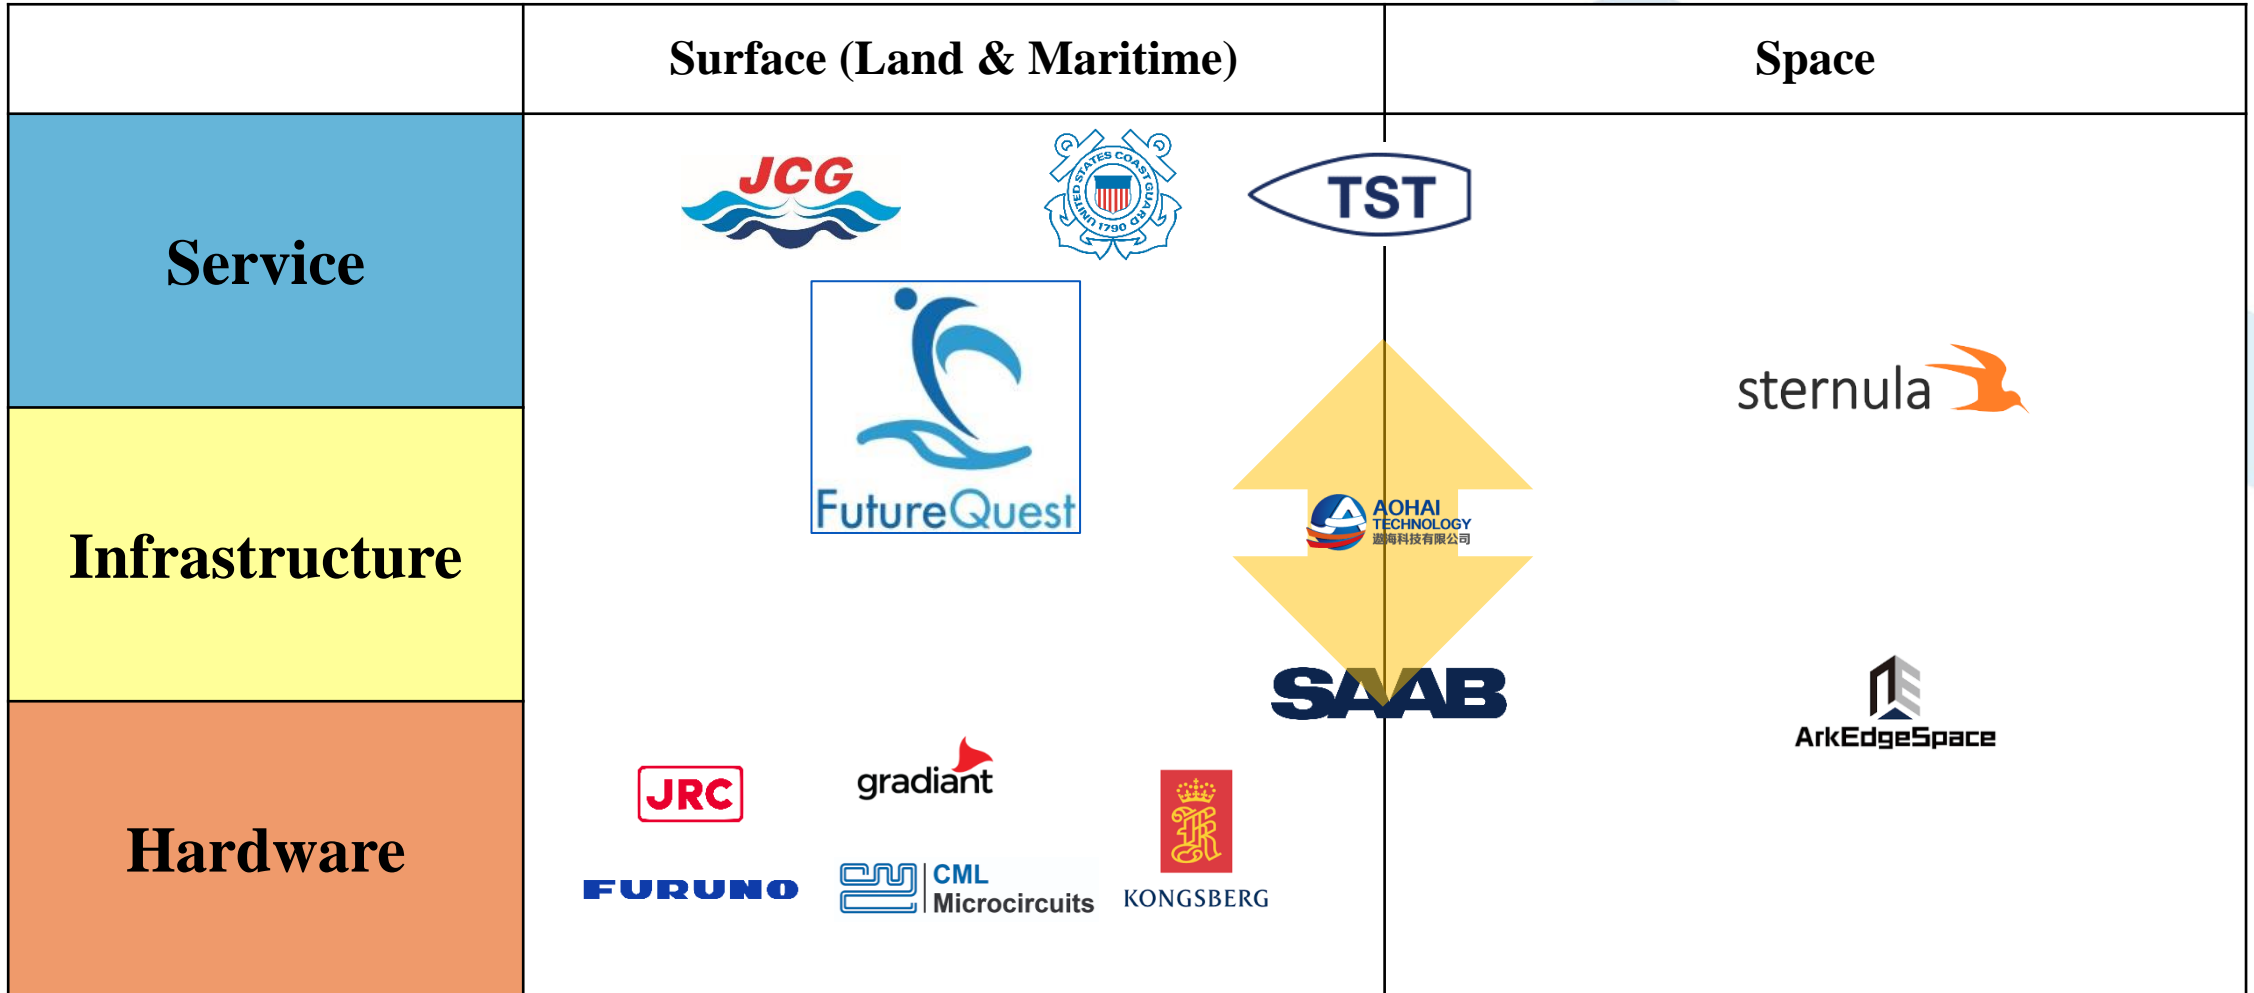 Surface (Land & Maritime)
Space
Service
JCG
UNITED STATES COAST GUARD
1790
TST
FutureQuest
sternula
Infrastructure
AOHAI
TECHNOLOGY
遨海科技有限公司
SAAB
ArkEdgeSpace
Hardware
JRC
gradiant
FURUNO
CML
Microcircuits
KONGSBERG